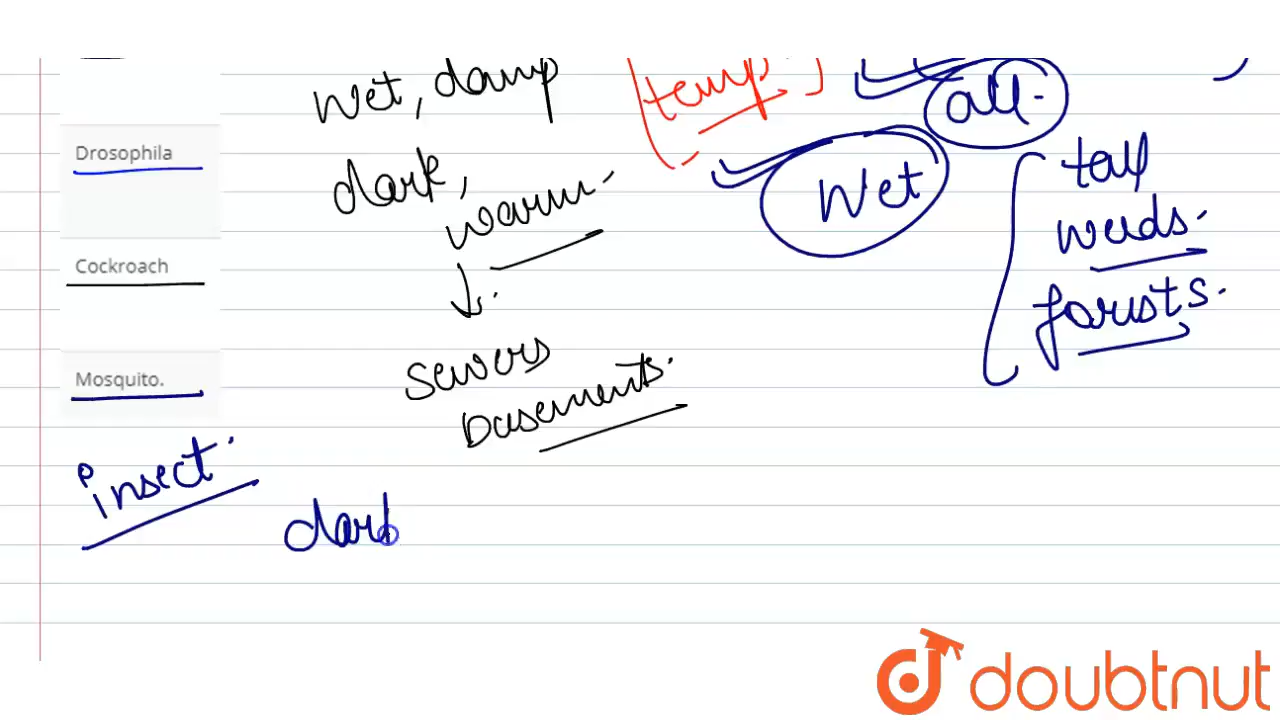 Wet, damp
temp
all.
Drosophila
dark,
warm.
Wet
tall
weeds.
Cockroach
forests.
sewers
Mosquito.
basements.
insect.
dark
doubtnut